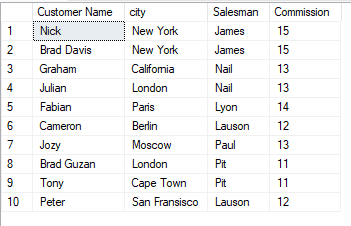 Customer Name city Salesman Commission
1 Nick New York James 15
2 Brad Davis New York James 15
3 Graham California Nail 13
4 Julian London Nail 13
5 Fabian Paris Lyon 14
6 Cameron Berlin Lauson 12
7 Jozy Moscow Paul 13
8 Brad Guzan London Pit 11
9 Tony Cape Town Pit 11
10 Peter San Fransisco Lauson 12